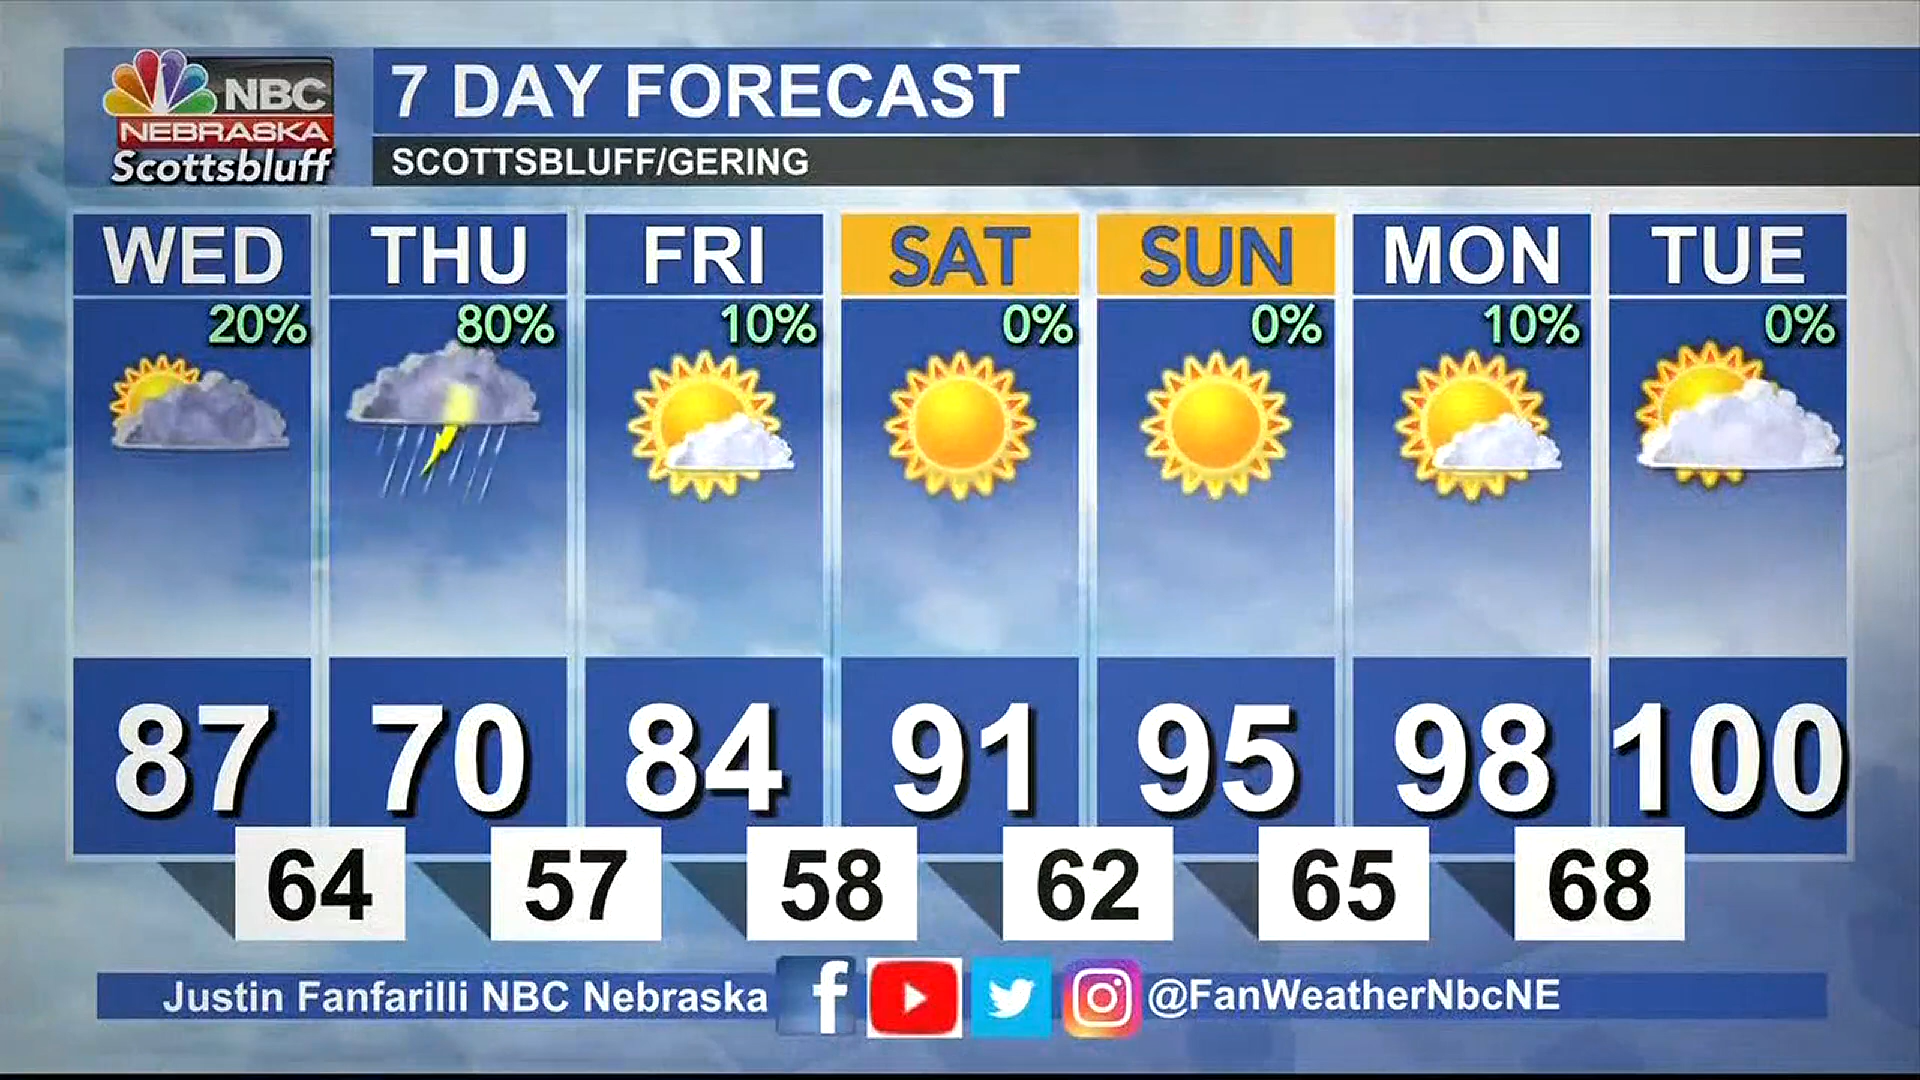 NBC
NEBRASKA
Scottsbluff
7 DAY FORECAST
SCOTTSBLUFF/GERING
WED THU FRI SAT SUN MON TUE
20% 80% 10% 0% 0% 10% 0%
87 70 84 91 95 98 100
64 57 58 62 65 68
Justin Fanfarilli NBC Nebraska f @FanWeatherNbcNE